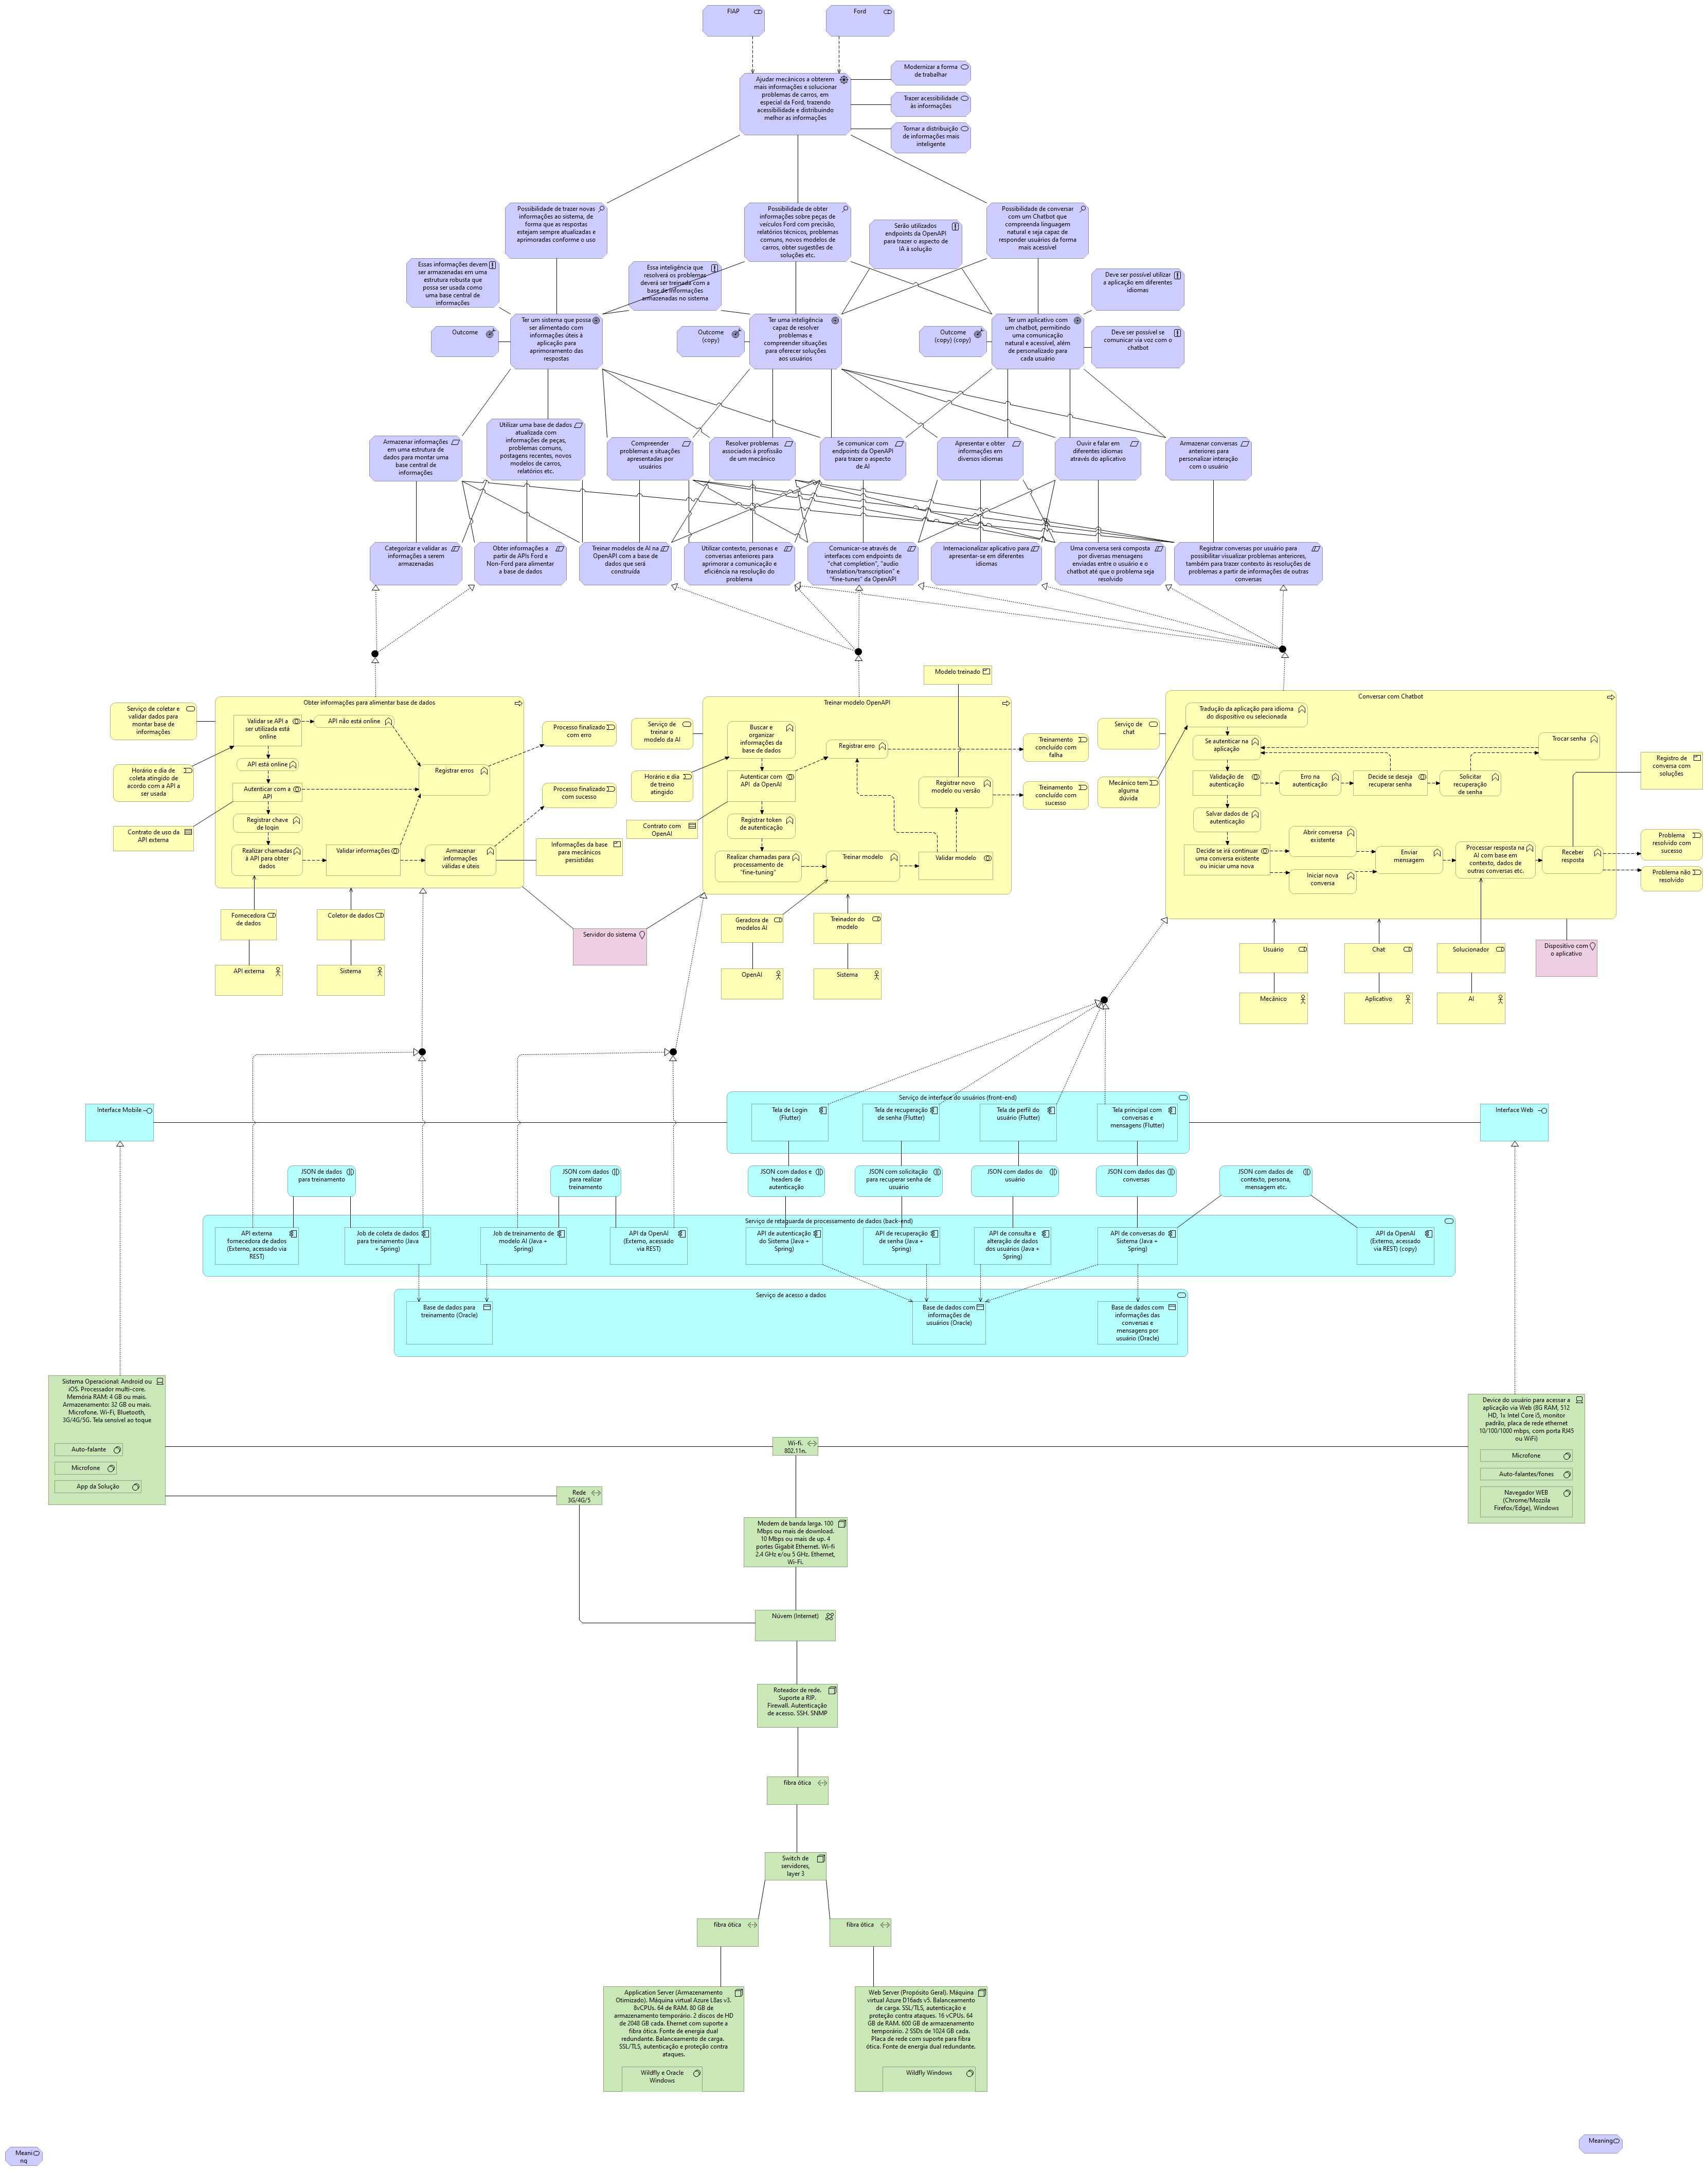 FIAP
Ford
Ajudar mecânicos a obterem
mais informações e solucionar
problemas de carros, em
especial da Ford, trazendo
acessibilidade e distribuindo
melhor as informações
Modernizar a forma
de trabalhar
Trazer acessibilidade
às informações
Tornar a distribuição
de informações mais
inteligente
Possibilidade de trazer novas
informações ao sistema, de
forma que as respostas
estejam sempre atualizadas e
aprimoradas conforme o uso
Possibilidade de obter
informações sobre peças de
veículos Ford com precisão,
relatórios técnicos, problemas
comuns, novos modelos de
carros, obter sugestões de
soluções etc.
Serão utilizados
endpoints da OpenAPI
para trazer o aspecto de
IA à solução
Possibilidade de conversar
com um Chatbot que
compreenda linguagem
natural e seja capaz de
responder usuários da forma
mais acessível
Essas informações devem
ser armazenadas em uma
estrutura robusta que
possa ser usada como
uma base central de
informações
Essa inteligência que
resolverá os problemas
deverá ser treinada com a
base de informações
armazenadas no sistema
Deve ser possível utilizar
a aplicação em diferentes
idiomas
Outcome
Ter um sistema que possa
ser alimentado com
informações úteis à
aplicação para
aprimoramento das
respostas
Outcome
(copy)
Ter uma inteligência
capaz de resolver
problemas e
compreender situações
para oferecer soluções
aos usuários
Outcome
(copy) (copy)
Ter um aplicativo com
um chatbot, permitindo
uma comunicação
natural e acessível, além
de personalizado para
cada usuário
Deve ser possível se
comunicar via voz com o
chatbot
Armazenar informações
em uma estrutura de
dados para montar uma
base central de
informações
Utilizar uma base de dados
atualizada com
informações de peças,
problemas comuns,
postagens recentes, novos
modelos de carros,
relatórios etc.
Compreender
problemas e situações
apresentadas por
usuários
Resolver problemas
associados à profissão
de um mecânico
Se comunicar com
endpoints da OpenAPI
para trazer o aspecto
de AI
Apresentar e obter
informações em
diversos idiomas
Ouvir e falar em
diferentes idiomas
através do aplicativo
Armazenar conversas
anteriores para
personalizar interação
com o usuário
Categorizar e validar as
informações a serem
armazenadas
Obter informações a
partir de APIs Ford e
Non-Ford para alimentar
a base de dados
Treinar modelos de AI na
OpenAPI com a base de
dados que será
construída
Utilizar contexto, personas e
conversas anteriores para
aprimorar a comunicação e
eficiência na resolução do
problema
Comunicar-se através de
interfaces com endpoints de
"chat completion", "audio
translation/transcription" e
"fine-tunes" da OpenAPI
Internacionalizar aplicativo para
apresentar-se em diferentes
idiomas
Uma conversa será composta
por diversas mensagens
enviadas entre o usuário e o
chatbot até que o problema seja
resolvido
Registrar conversas por usuário para
possibilitar visualizar problemas anteriores,
também para trazer contexto às resoluções de
problemas a partir de informações de outras
conversas
Obter informações para alimentar base de dados
Serviço de coletar e
validar dados para
montar base de
informações
Horário e dia de
coleta atingido de
acordo com a API a
ser usada
Contrato de uso da
API externa
Validar se API a
ser utilizada está
online
API não está online
API está online
Autenticar com a
API
Registrar chave
de login
Realizar chamadas
à API para obter
dados
Validar informações
Registrar erros
Armazenar
informações
válidas e úteis
Processo finalizado
com erro
Processo finalizado
com sucesso
Informações da base
para mecânicos
persistidas
Fornecedora
de dados
API externa
Coletor de dados
Sistema
Servidor do sistema
Treinar modelo OpenAPI
Serviço de
treinar o
modelo da AI
Horário e dia
de treino
atingido
Contrato com
OpenAI
Buscar e
organizar
informações da
base de dados
Autenticar com
API da OpenAI
Registrar token
de autenticação
Realizar chamadas para
processamento de
"fine-tuning"
Registrar erro
Treinar modelo
Validar modelo
Registrar novo
modelo ou versão
Modelo treinado
Treinamento
concluído com
falha
Treinamento
concluído com
sucesso
Geradora de
modelos AI
OpenAI
Treinador do
modelo
Sistema
Conversar com Chatbot
Serviço de
chat
Mecânico tem
alguma
dúvida
Tradução da aplicação para idioma
do dispositivo ou selecionada
Se autenticar na
aplicação
Validação de
autenticação
Erro na
autenticação
Decide se deseja
recuperar senha
Solicitar
recuperação
de senha
Trocar senha
Salvar dados de
autenticação
Decide se irá continuar
uma conversa existente
ou iniciar uma nova
Abrir conversa
existente
Iniciar nova
conversa
Enviar
mensagem
Processar resposta na
AI com base em
contexto, dados de
outras conversas etc.
Receber
resposta
Registro de
conversa com
soluções
Problema
resolvido com
sucesso
Problema não
resolvido
Usuário
Mecânico
Chat
Aplicativo
Solucionador
AI
Dispositivo com
o aplicativo
Interface Mobile
Serviço de interface do usuários (front-end)
Tela de Login
(Flutter)
Tela de recuperação
de senha (Flutter)
Tela de perfil do
usuário (Flutter)
Tela principal com
conversas e
mensagens (Flutter)
Interface Web
JSON de dados
para treinamento
JSON com dados
para realizar
treinamento
JSON com dados e
headers de
autenticação
JSON com solicitação
para recuperar senha de
usuário
JSON com dados do
usuário
JSON com dados das
conversas
JSON com dados de
contexto, persona,
mensagem etc.
Serviço de retaguarda de processamento de dados (back-end)
API externa
fornecedora de dados
(Externo, acessado via
REST)
Job de coleta de dados
para treinamento (Java
+ Spring)
Job de treinamento de
modelo AI (Java +
Spring)
API da OpenAI
(Externo, acessado
via REST)
API de autenticação
do Sistema (Java +
Spring)
API de recuperação
de senha (Java +
Spring)
API de consulta e
alteração de dados
dos usuários (Java +
Spring)
API de conversas do
Sistema (Java +
Spring)
API da OpenAI
(Externo, acessado
via REST) (copy)
Serviço de acesso a dados
Base de dados para
treinamento (Oracle)
Base de dados com
informações de
usuários (Oracle)
Base de dados com
informações das
conversas e
mensagens por
usuário (Oracle)
Sistema Operacional: Android ou
iOS. Processador multi-core.
Memória RAM: 4 GB ou mais.
Armazenamento: 32 GB ou mais.
Microfone, Wi-Fi, Bluetooth,
3G/4G/5G. Tela sensível ao toque
Auto-falante
Microfone
App da Solução
Wi-fi.
802.11n.
Rede
3G/4G/5
Device do usuário para acessar a
aplicação via Web (8G RAM, 512
HD, 1x Intel Core i5, monitor
padrão, placa de rede ethernet
10/100/1000 mbps, com porta RJ45
ou WiFi)
Microfone
Auto-falantes/fones
Navegador WEB
(Chrome/Mozzila
Firefox/Edge), Windows
Modem de banda larga. 100
Mbps ou mais de download.
10 Mbps ou mais de up. 4
portes Gigabit Ethernet. Wi-fi
2.4 GHz e/ou 5 GHz. Ethernet,
Wi-Fi.
Núvem (Internet)
Roteador de rede.
Suporte a RIP.
Firewall. Autenticação
de acesso. SSH. SNMP
fibra ótica
Switch de
servidores,
layer 3
fibra ótica
fibra ótica
Application Server (Armazenamento
Otimizado). Máquina virtual Azure L8as v3.
8vCPUs. 64 de RAM. 80 GB de
armazenamento temporário. 2 discos de HD
de 2048 GB cada. Ehernet com suporte a
fibra ótica. Fonte de energia dual
redundante. Balanceamento de carga.
SSL/TLS, autenticação e proteção contra
ataques.
Wildfly e Oracle
Windows
Web Server (Propósito Geral). Máquina
virtual Azure D16ads v5. Balanceamento
de carga. SSL/TLS, autenticação e
proteção contra ataques. 16 vCPUs. 64
GB de RAM. 600 GB de armazenamento
temporário. 2 SSDs de 1024 GB cada.
Placa de rede com suporte para fibra
ótica. Fonte de energia dual redundante.
Wildfly Windows
Meani
ng
Meaning